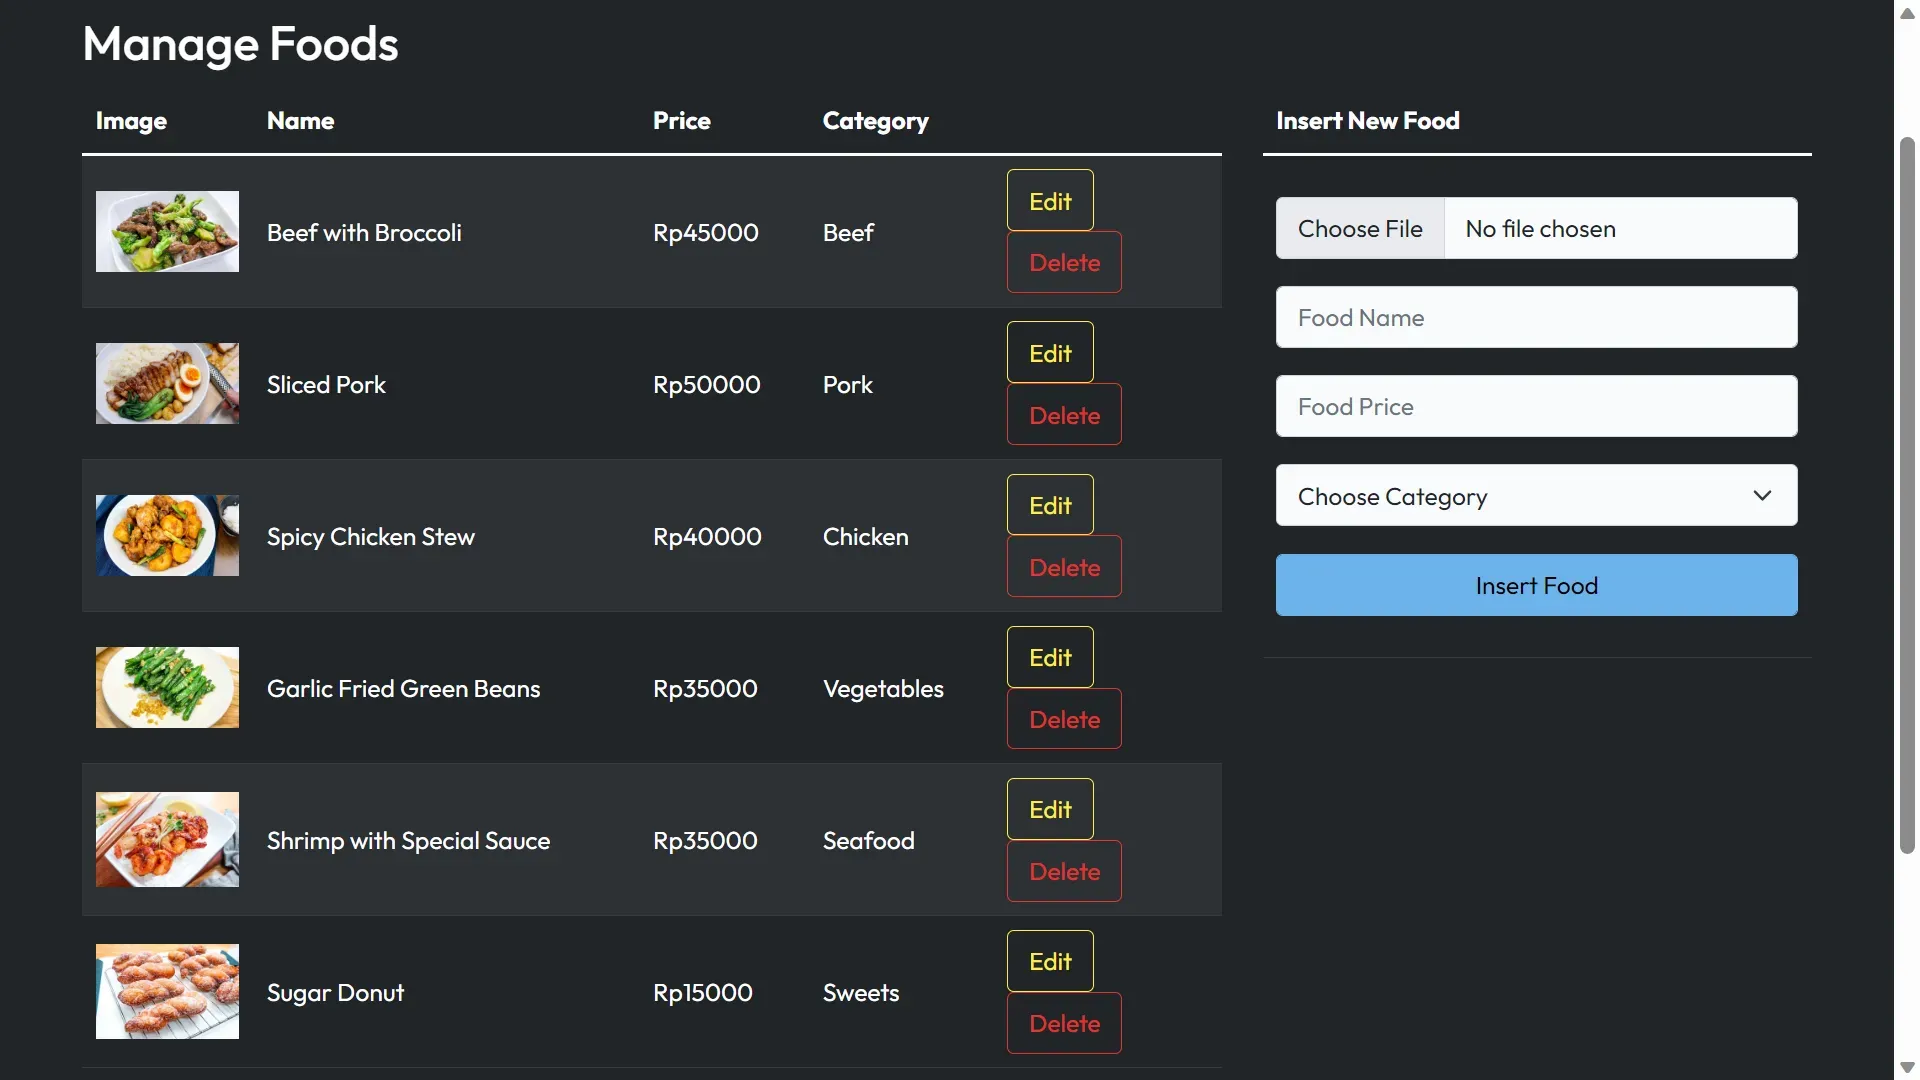 Manage Foods
Image Name Price Category
Beef with Broccoli Rp45000 Beef Edit
Delete
Sliced Pork Rp50000 Pork Edit
Delete
Spicy Chicken Stew Rp40000 Chicken Edit
Delete
Garlic Fried Green Beans Rp35000 Vegetables Edit
Delete
Shrimp with Special Sauce Rp35000 Seafood Edit
Delete
Sugar Donut Rp15000 Sweets Edit
Delete
Insert New Food
Choose File No file chosen
Food Name
Food Price
Choose Category
Insert Food